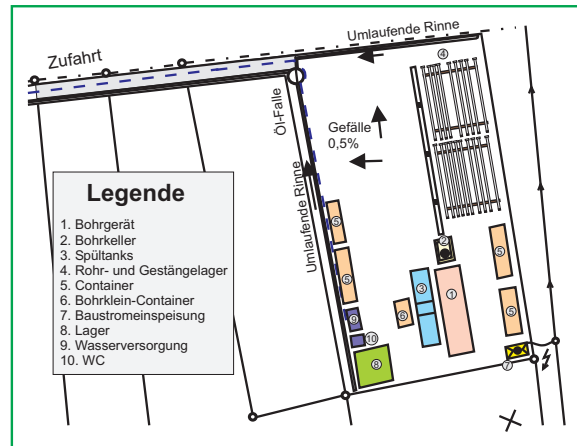 Umlaufende Rinne
Zufahrt
4
Öl-Falle
Gefälle
0,5%
Umlaufende Rinne
Legende
1. Bohrgerät
2. Bohrkeller
3. Spültanks
4. Rohr- und Gestängelager
5. Container
6. Bohrklein-Container
7. Baustromeinspeisung
8. Lager
9. Wasserversorgung
10. WC
5
2
5
5
3
1
6
5
9
10
8
7